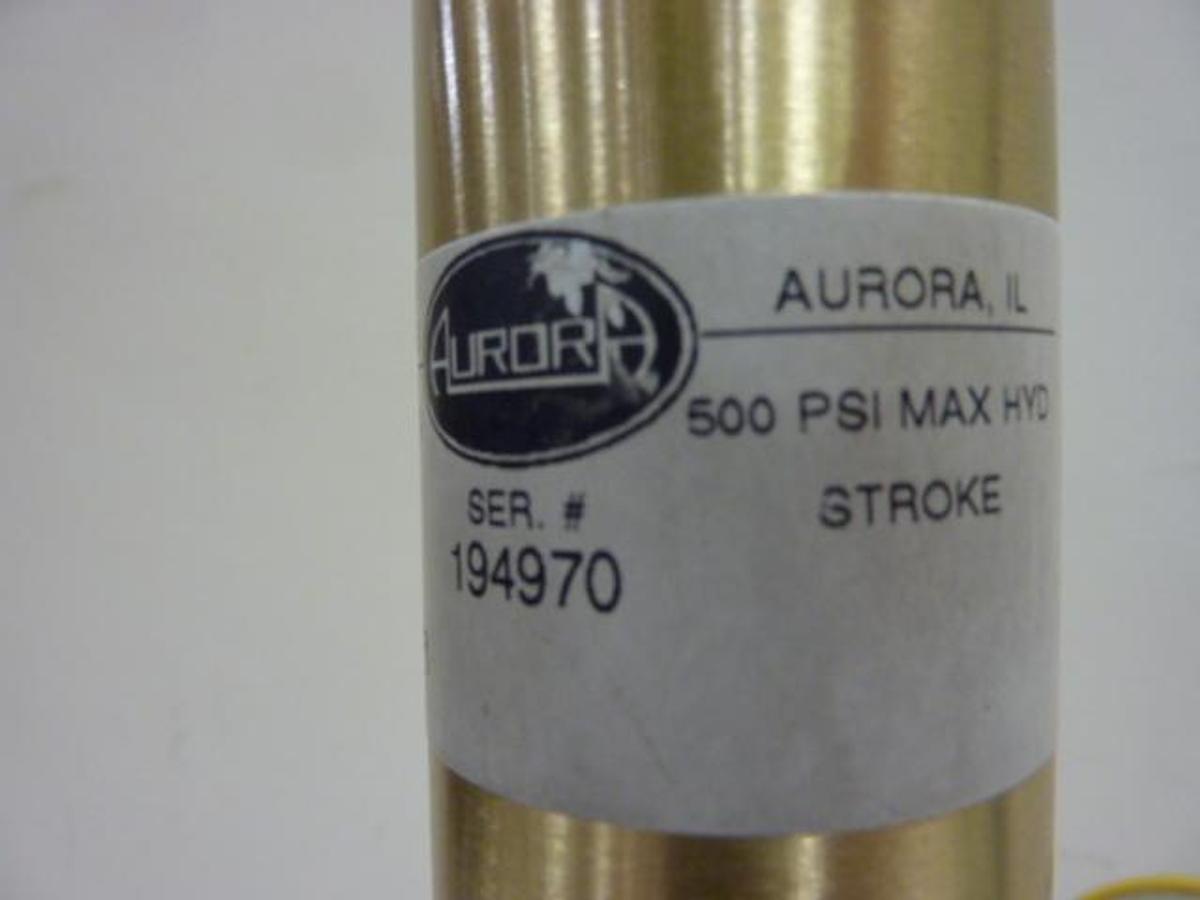 AURORA
AURORA, IL
500 PSI MAX HYD
STROKE
SER. #
194970